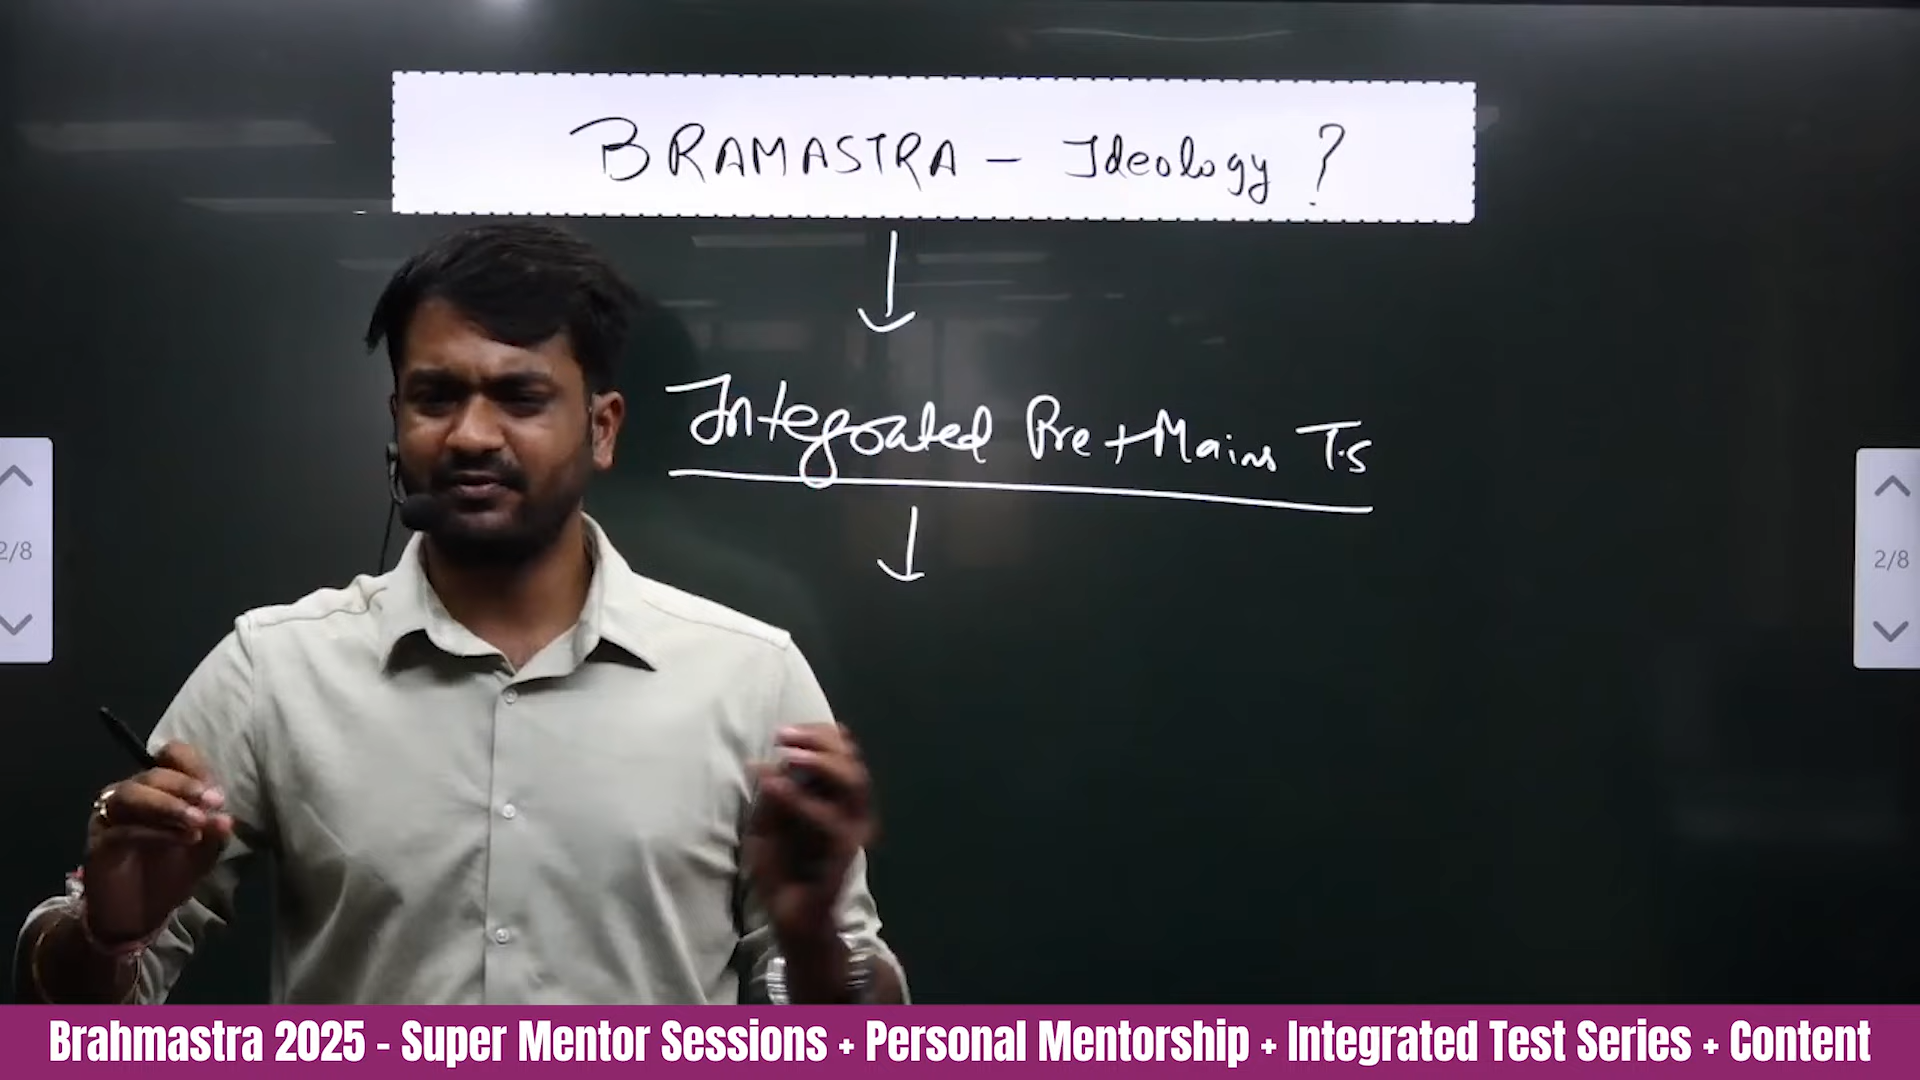 BRAMASTRA - Ideology ?
Integrated Pre + Mains T.S
2/8
2/8
Brahmastra 2025 - Super Mentor Sessions + Personal Mentorship + Integrated Test Series + Content